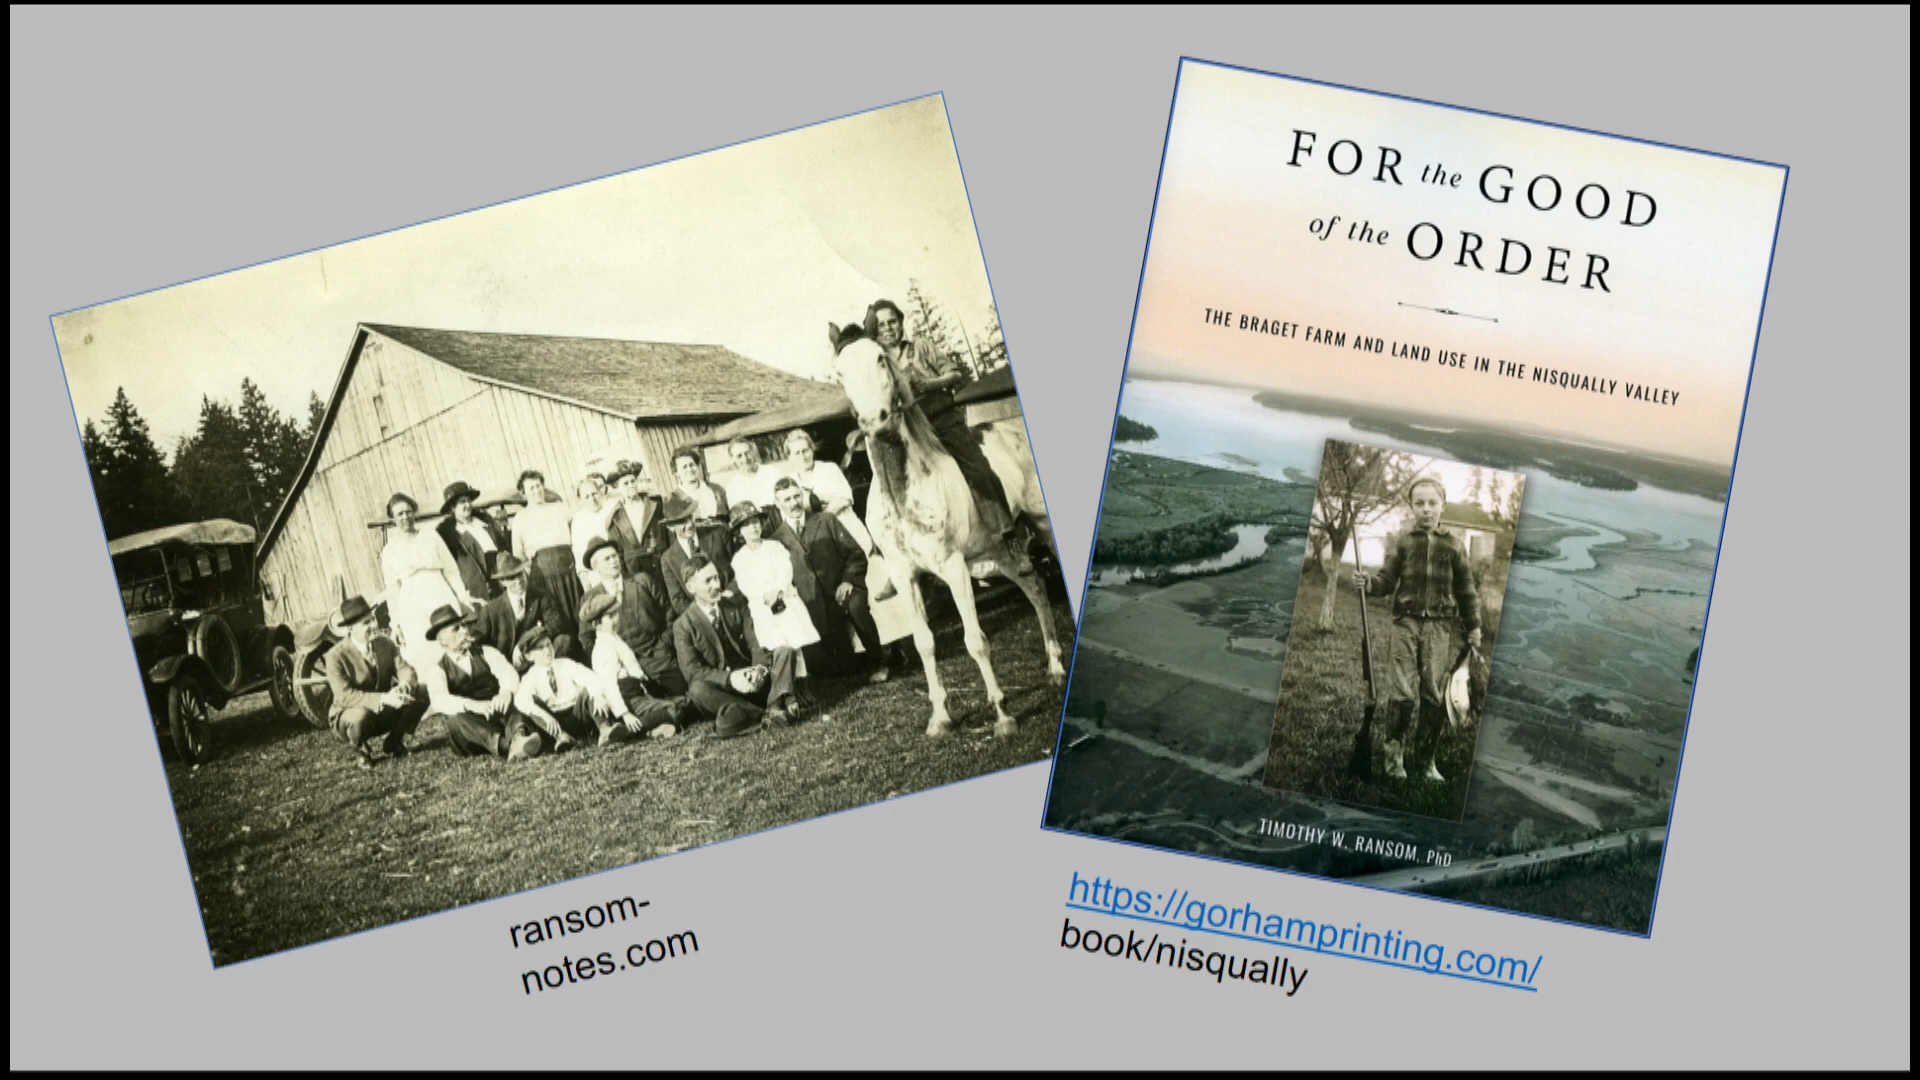 FOR the GOOD
of the ORDER
THE BRAGET FARM AND LAND USE IN THE NISQUALLY VALLEY
TIMOTHY W. RANSOM, PhD
ransom-
notes.com
https://gorhamprinting.com/
book/nisqually